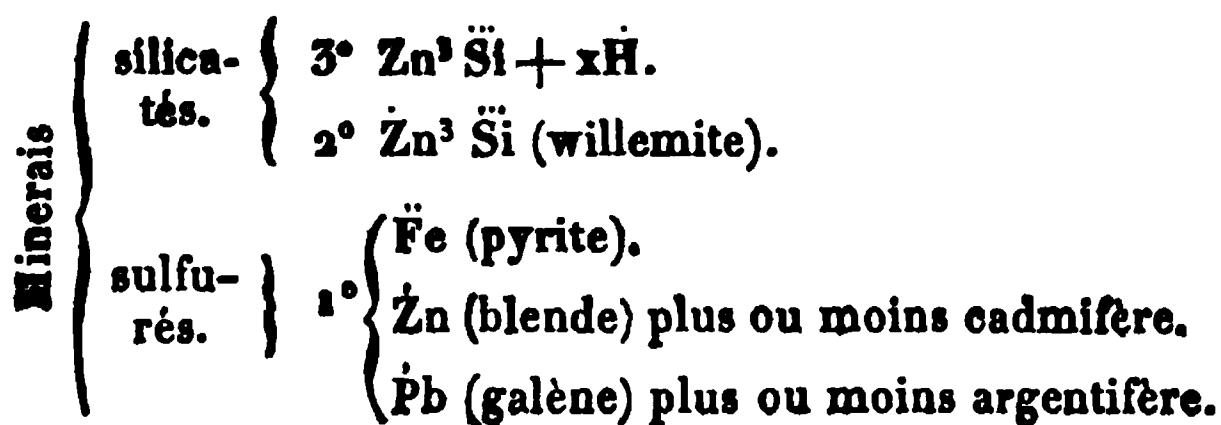 Minerais
silica-
tés.
3° Zn³ S⃛i + xḢ.
2° Żn³ S⃛i (willemite).
sulfu-
rés.
1°
F̈e (pyrite).
Żn (blende) plus ou moins cadmifère.
Ṗb (galène) plus ou moins argentifère.